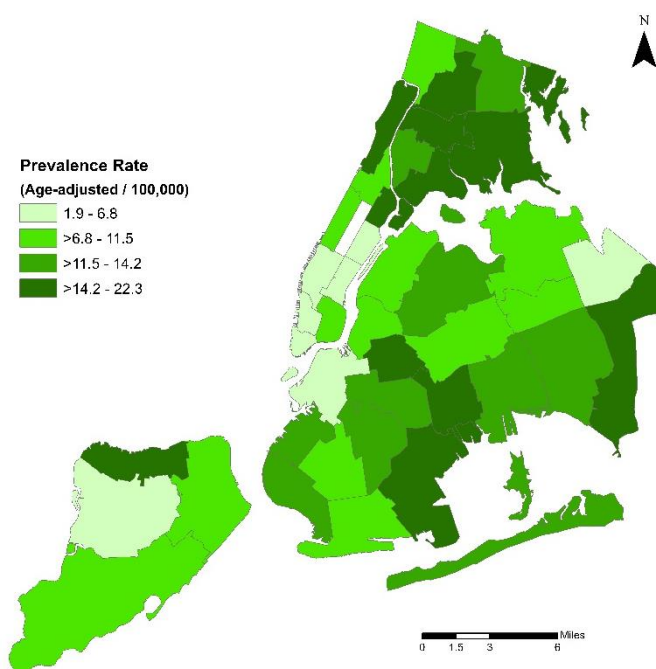 N
Prevalence Rate
(Age-adjusted / 100,000)
1.9 - 6.8
>6.8 - 11.5
>11.5 - 14.2
>14.2 - 22.3
Miles
0 1.5 3 6